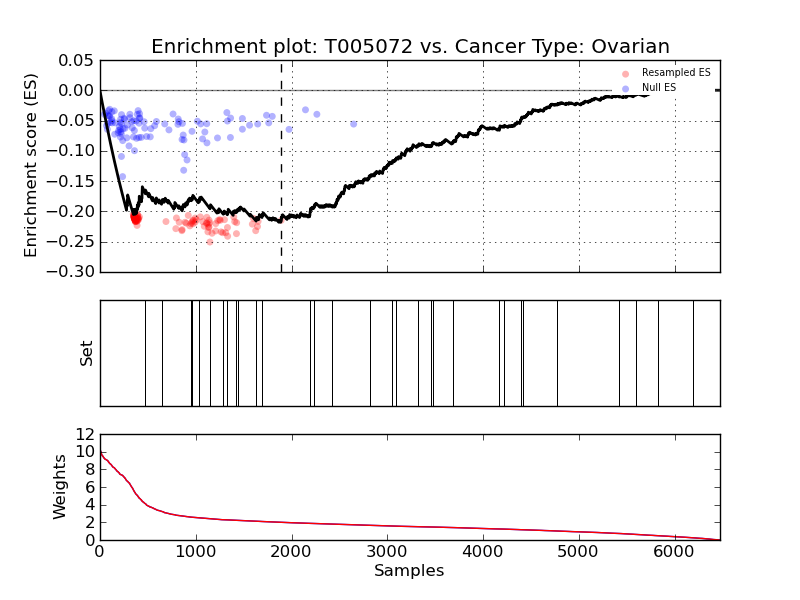 Enrichment plot: T005072 vs. Cancer Type: Ovarian
Enrichment score (ES)
0.05
0.00
−0.05
−0.10
−0.15
−0.20
−0.25
−0.30
Resampled ES
Null ES
Set
Weights
12
10
8
6
4
2
0
0 1000 2000 3000 4000 5000 6000
Samples